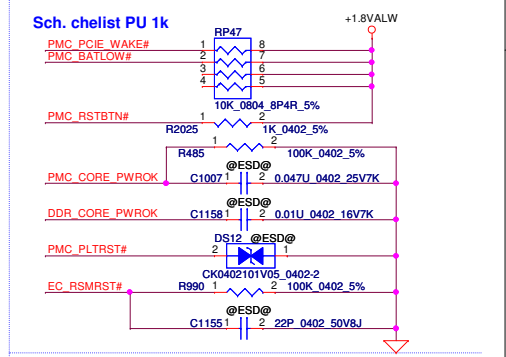 Sch. chelist PU 1k
+1.8VALW
RP47
PMC_PCIE_WAKE# 1 8
PMC_BATLOW# 2 7
3 6
4 5
10K_0804_8P4R_5%
PMC_RSTBTN# 1 2
R2025 1K_0402_5%
1 2
R485 100K_0402_5%
@ESD@
PMC_CORE_PWROK C1007 1 2 0.047U_0402_25V7K
@ESD@
DDR_CORE_PWROK C1158 1 2 0.01U_0402_16V7K
DS12 @ESD@
PMC_PLTRST# 2 1
CK0402101V05_0402-2
EC_RSMRST# R990 1 2 100K_0402_5%
@ESD@
C1155 1 2 22P_0402_50V8J